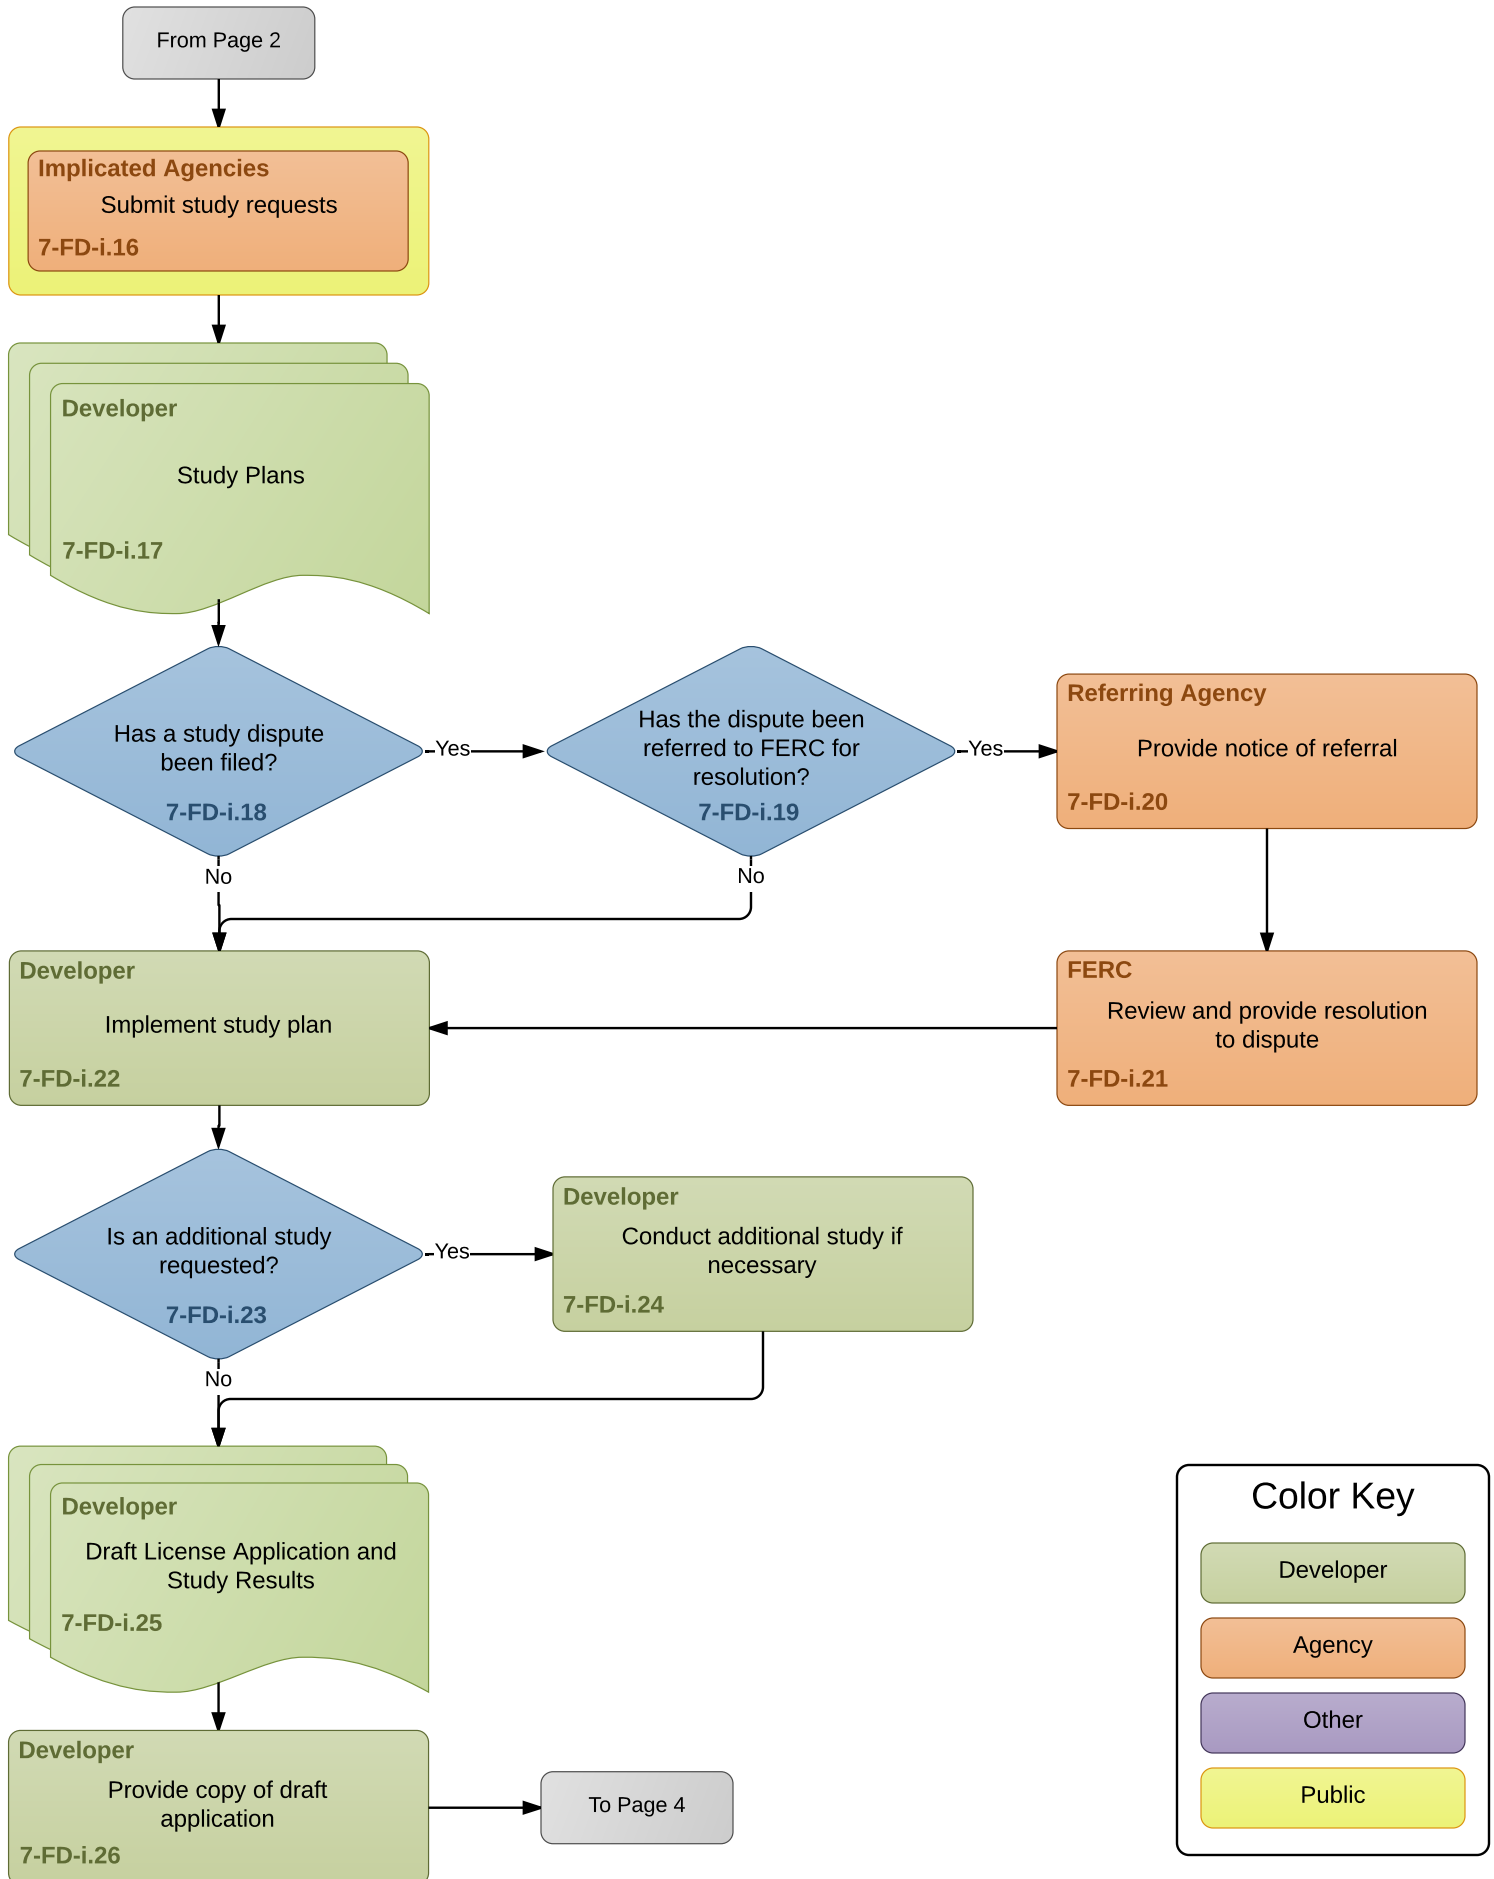 From Page 2
Implicated Agencies
Submit study requests
7-FD-i.16
Developer
Study Plans
7-FD-i.17
Has a study dispute
been filed?
7-FD-i.18
Yes
No
Has the dispute been
referred to FERC for
resolution?
7-FD-i.19
Yes
No
Referring Agency
Provide notice of referral
7-FD-i.20
FERC
Review and provide resolution
to dispute
7-FD-i.21
Developer
Implement study plan
7-FD-i.22
Is an additional study
requested?
7-FD-i.23
Yes
No
Developer
Conduct additional study if
necessary
7-FD-i.24
Developer
Draft License Application and
Study Results
7-FD-i.25
Developer
Provide copy of draft
application
7-FD-i.26
To Page 4
Color Key
Developer
Agency
Other
Public